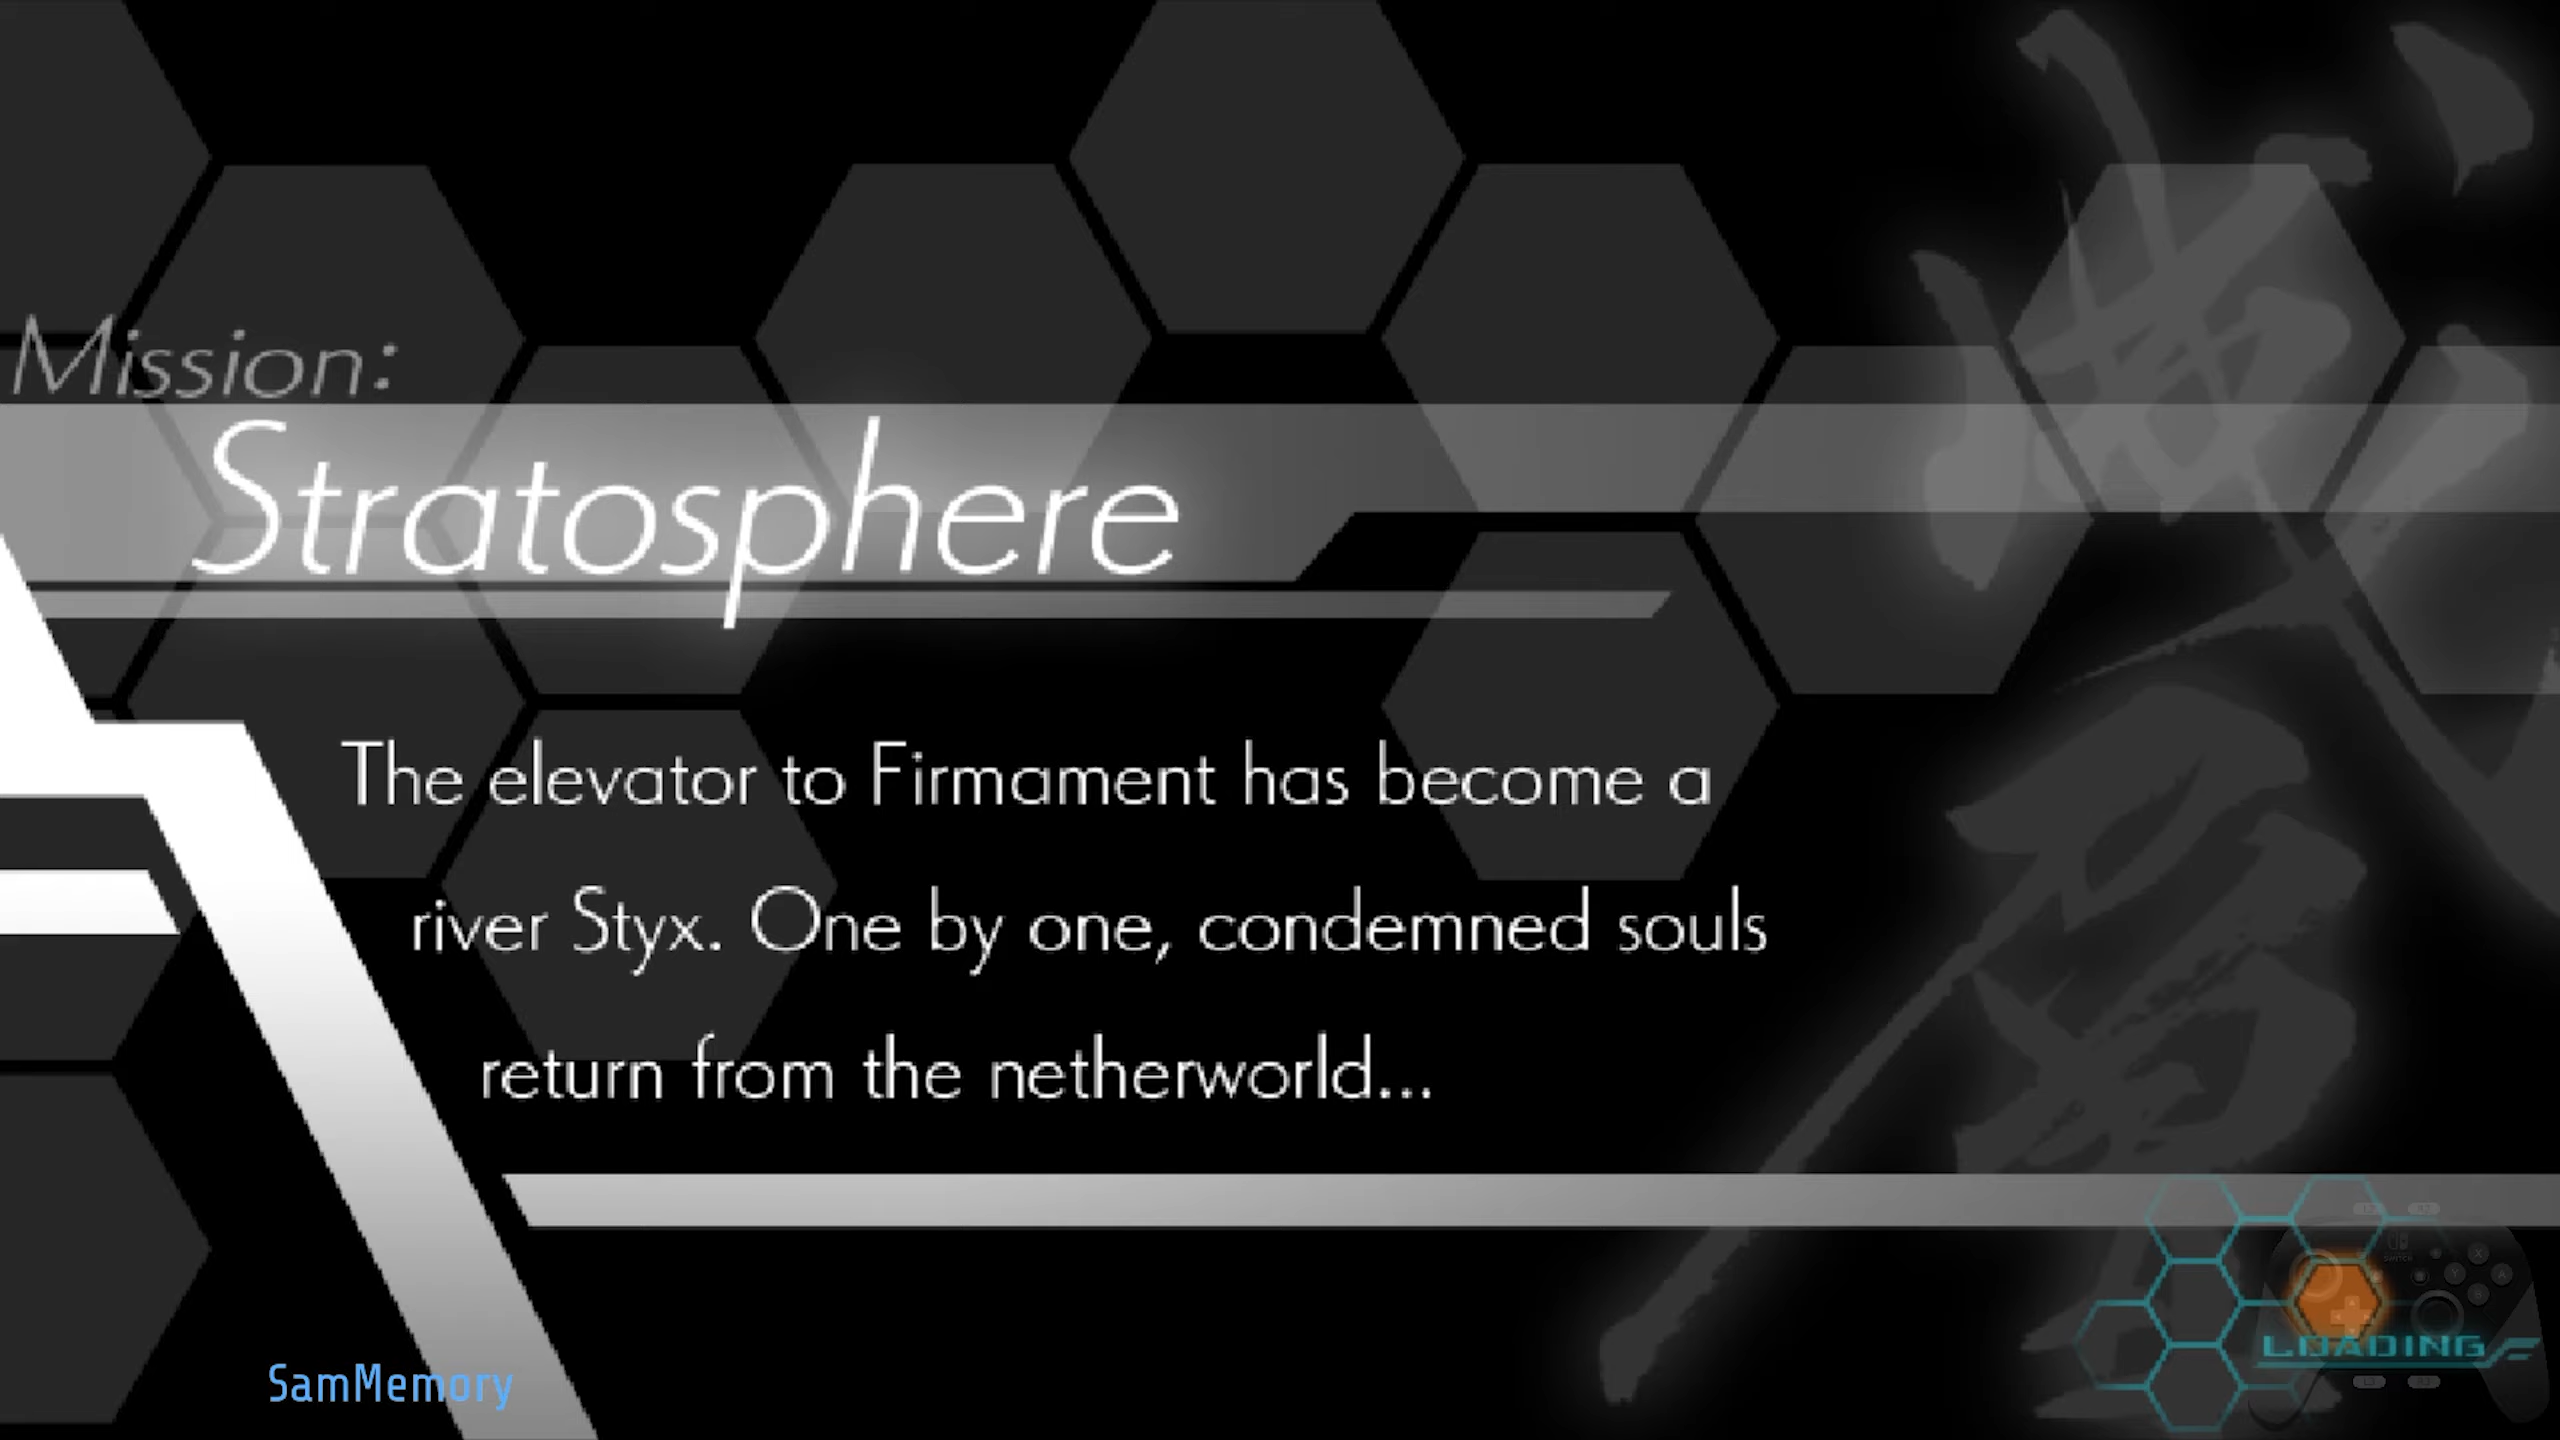 Mission:
Stratosphere
The elevator to Firmament has become a
river Styx. One by one, condemned souls
return from the netherworld...
LOADING
SamMemory